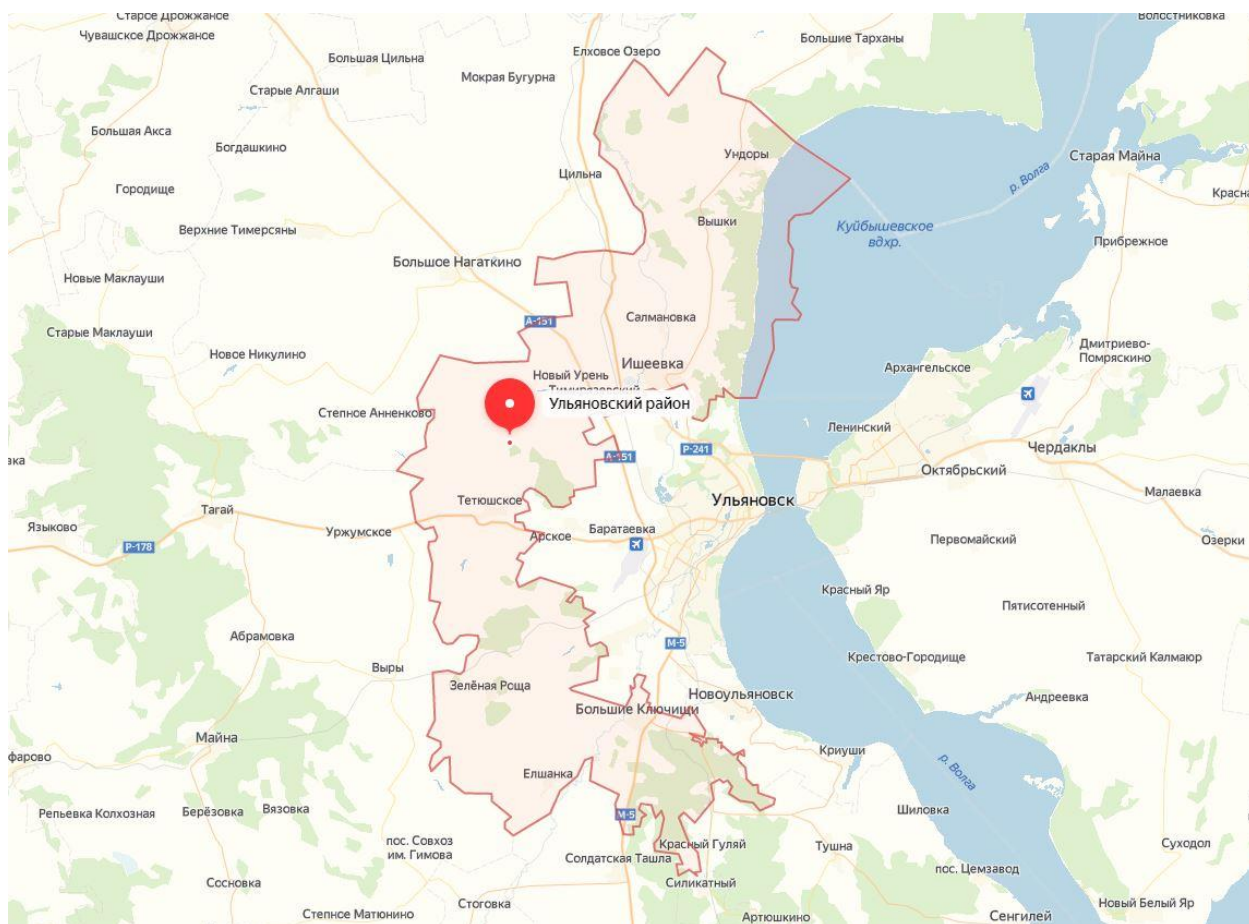 Старое Дрожжаное
Волостниковка
Чувашское Дрожжаное
Большие Тарханы
Елховое Озеро
Большая Цильна
Мокрая Бугурна
Старые Алгаши
Большая Акса
Богдашкино
Ундоры
Старая Майна
Цильна
р. Волга
Городище
Красна
Вышки
Верхние Тимерсяны
Куйбышевское
вдхр.
Прибрежное
Большое Нагаткино
Новые Маклауши
Салмановка
А-151
Старые Маклауши
Дмитриево-
Помряскино
Новое Никулино
Ишеевка
Архангельское
Новый Урень
Тимирязевский
Ульяновский район
Степное Анненково
Ленинский
Чердаклы
Р-241
А-151
вка
Октябрьский
Тетюшское
Ульяновск
Малаевка
Тагай
Языково
Уржумское
Баратаевка
Арское
Первомайский
Озерки
Р-178
Красный Яр
Пятисотенный
Абрамовка
М-5
Крестово-Городище
Татарский Калмаюр
Выры
Зелёная Роща
Новоульяновск
Андреевка
Большие Ключищи
Майна
Криуши
фарово
Елшанка
р. Волга
Репьевка Колхозная
Берёзовка
Вязовка
М-5
Шиловка
пос. Совхоз
им. Гимова
Красный Гуляй
Тушна
Суходол
Солдатская Ташла
пос. Цемзавод
Сосновка
Силикатный
Стоговка
Новый Белый Яр
Степное Матюнино
Артюшкино
Сенгилей